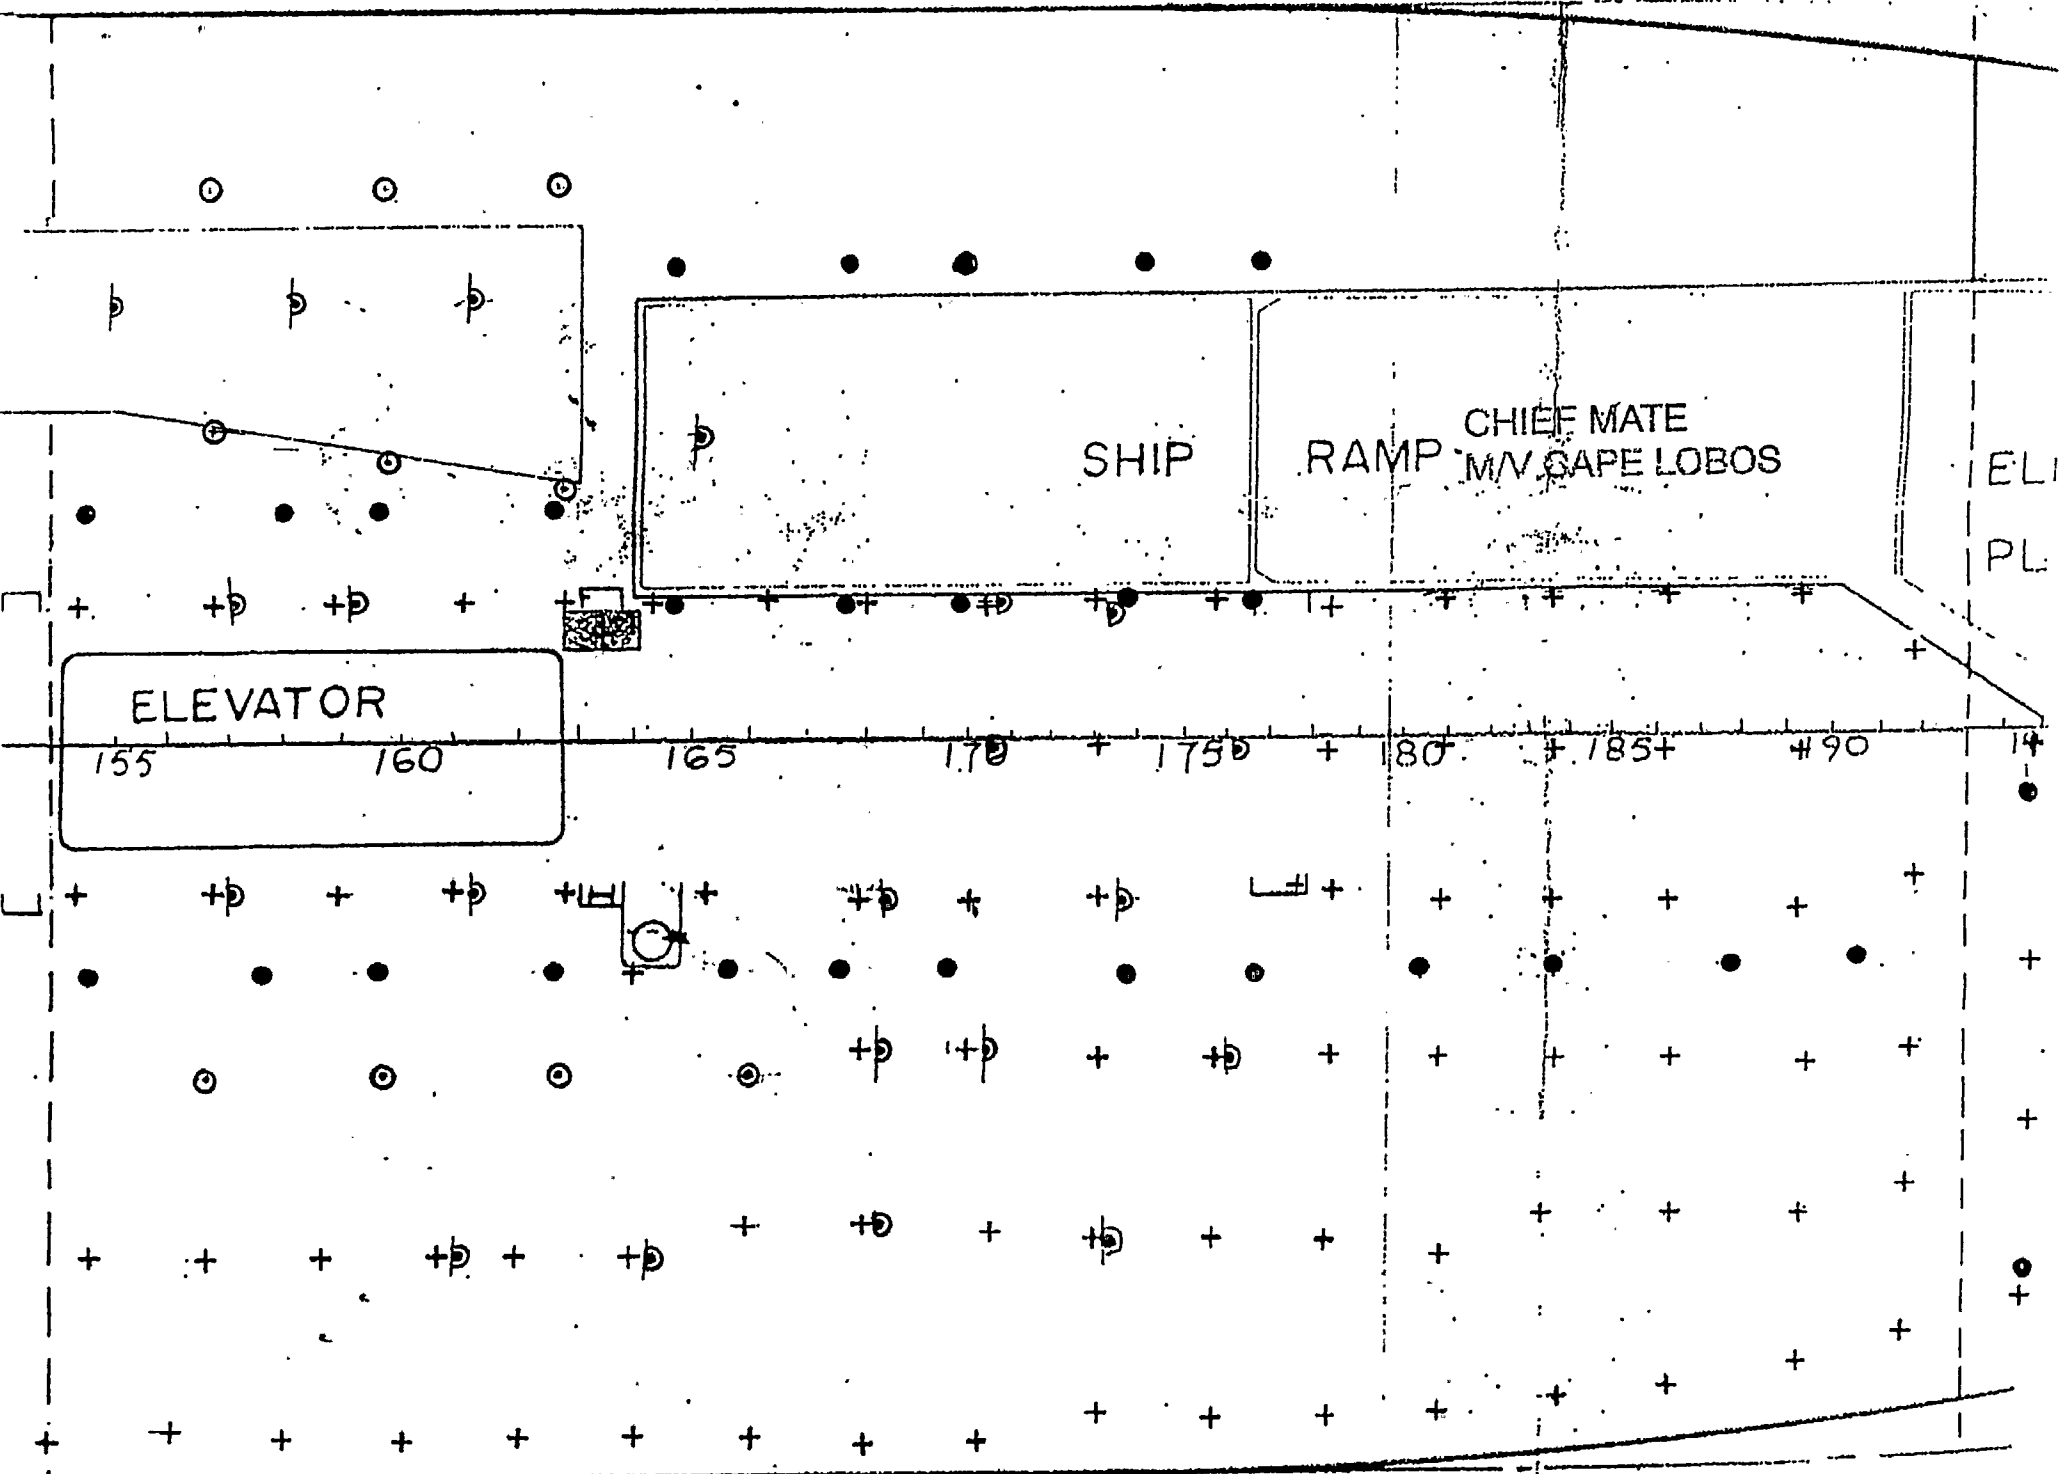 SHIP RAMP
CHIEF MATE
M/V CAPE LOBOS
ELEVATOR
155 160 165 170 175 180 185 190